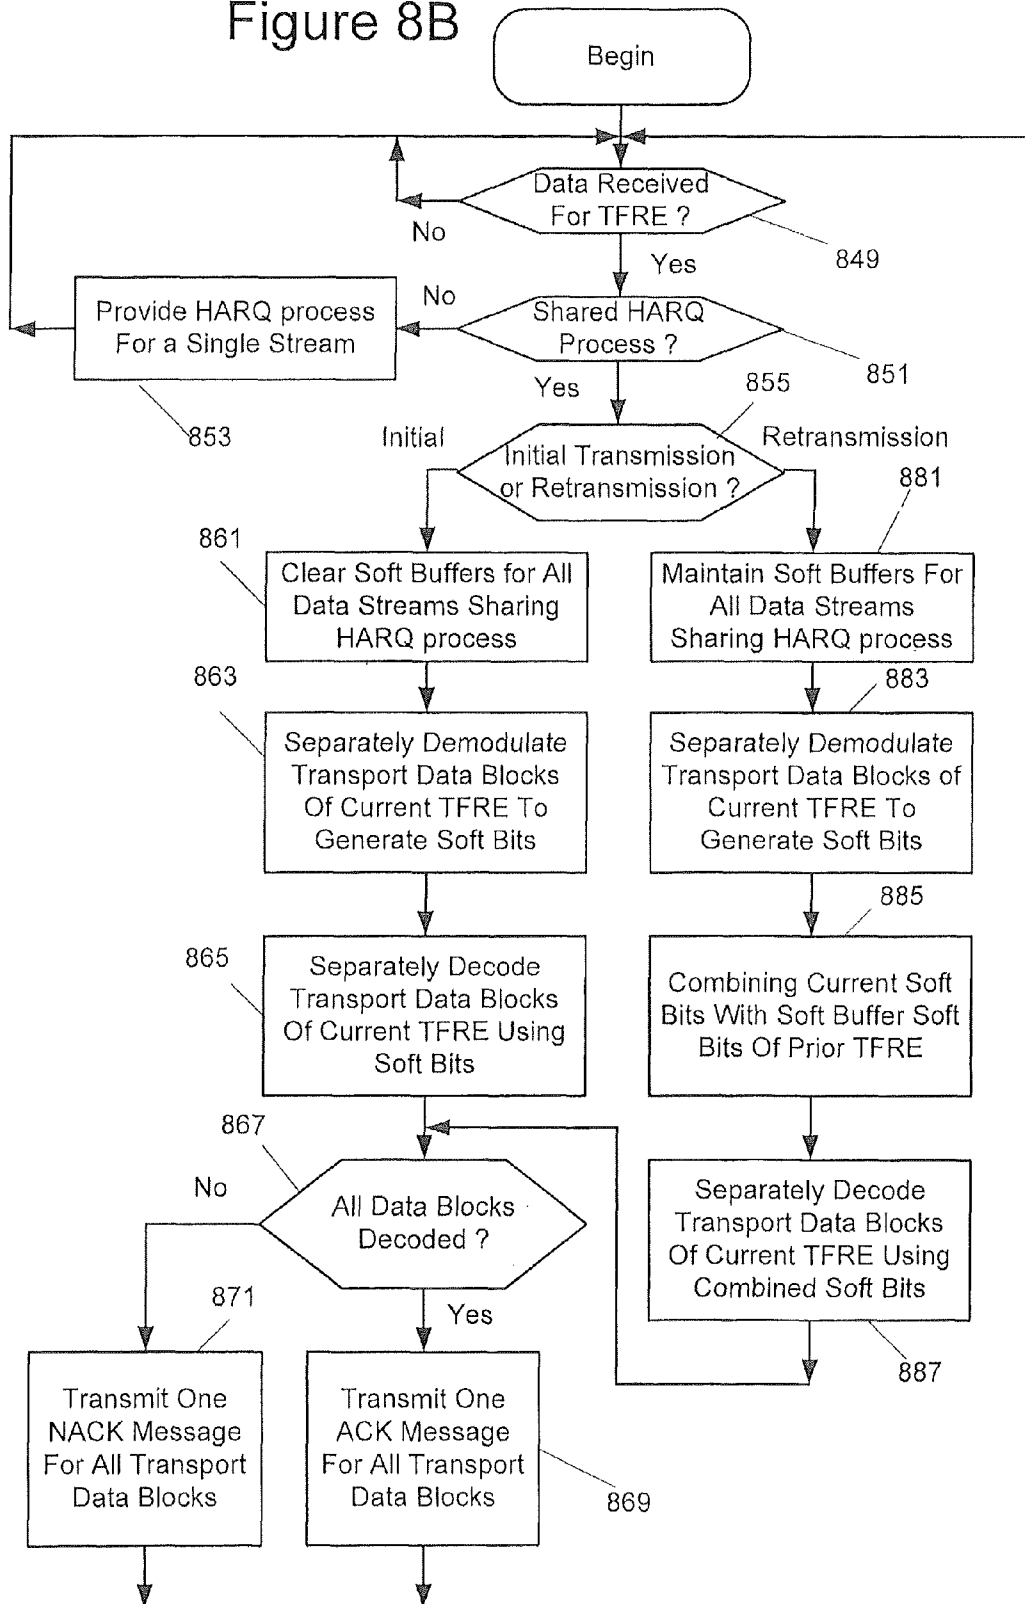 Figure 8B
Begin
Data Received
For TFRE ?
No
849
Yes
No
Shared HARQ
Process ?
Provide HARQ process
For a Single Stream
851
853
Yes
855
Initial
Retransmission
Initial Transmission
or Retransmission ?
881
861
Clear Soft Buffers for All
Data Streams Sharing
HARQ process
Maintain Soft Buffers For
All Data Streams
Sharing HARQ process
863
883
Separately Demodulate
Transport Data Blocks
Of Current TFRE To
Generate Soft Bits
Separately Demodulate
Transport Data Blocks of
Current TFRE To
Generate Soft Bits
885
865
Separately Decode
Transport Data Blocks
Of Current TFRE Using
Soft Bits
Combining Current Soft
Bits With Soft Buffer Soft
Bits Of Prior TFRE
867
No
All Data Blocks
Decoded ?
Separately Decode
Transport Data Blocks
Of Current TFRE Using
Combined Soft Bits
871
Yes
887
Transmit One
NACK Message
For All Transport
Data Blocks
Transmit One
ACK Message
For All Transport
Data Blocks
869